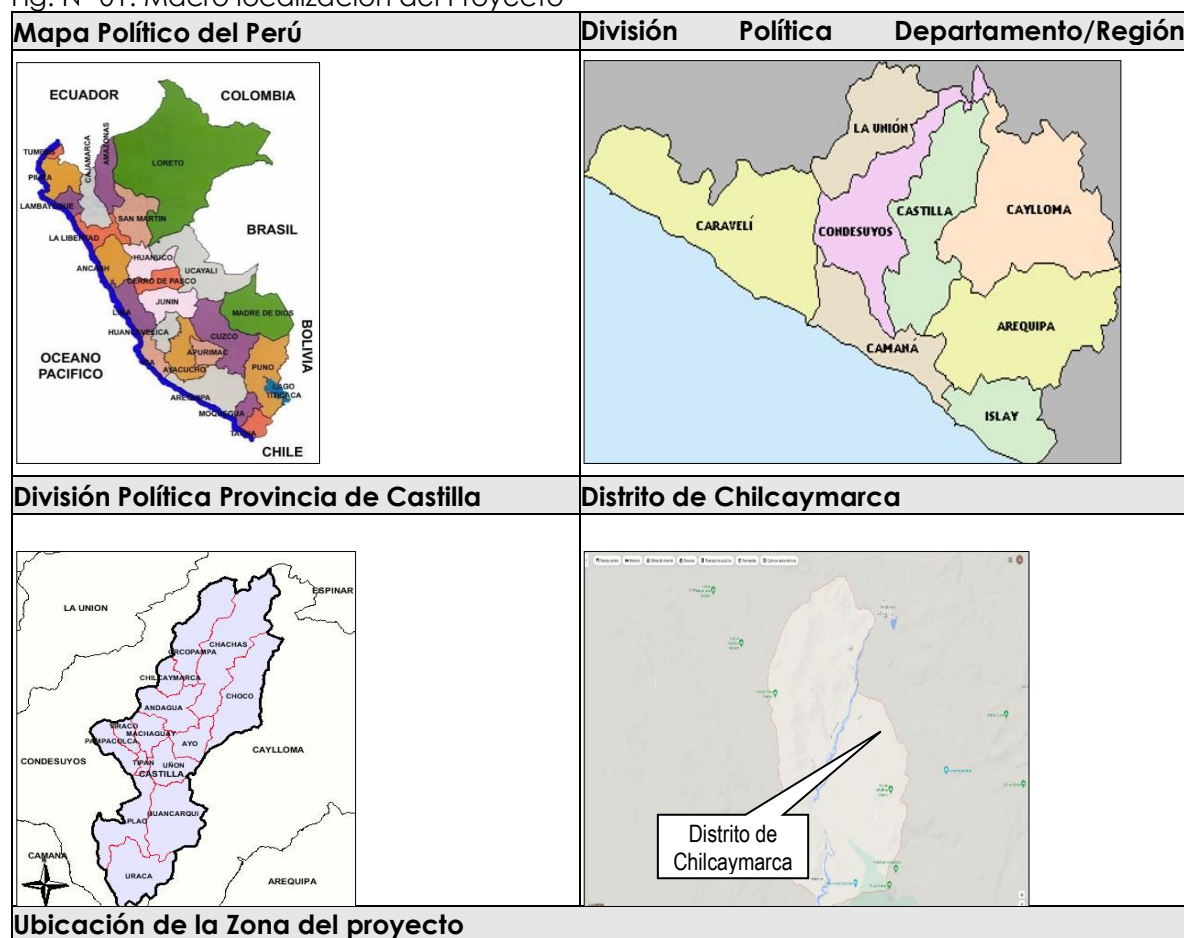 Fig. N° 01: Macro localización del Proyecto
Mapa Político del Perú
División Política Departamento/Región
ECUADOR
COLOMBIA
TUMBES
CAJAMARCA
AMAZONAS
LORETO
PIURA
LAMBAYEQUE
SAN MARTIN
BRASIL
LA LIBERTAD
HUANUCO
UCAYALI
ANCASH
CERRO DE PASCO
JUNIN
LIMA
MADRE DE DIOS
HUANCAVELICA
CUZCO
BOLIVIA
OCEANO
PACIFICO
APURIMAC
ICA
AYACUCHO
PUNO
LAGO
TITICACA
AREQUIPA
MOQUEGUA
TACNA
CHILE
LA UNIÓN
CARAVELÍ
CONDESUYOS
CASTILLA
CAYLLOMA
AREQUIPA
CAMANÁ
ISLAY
División Política Provincia de Castilla
Distrito de Chilcaymarca
ESPINAR
LA UNION
CHACHAS
ORCOPAMPA
CHILCAYMARCA
CHOCO
ANDAGUA
VIRACO
MACHAGUAY
PAMPACOLCA
AYO
CAYLLOMA
CONDESUYOS
TIPAN
UÑON
CASTILLA
HUANCARQUI
APLAO
CAMANA
URACA
AREQUIPA
Distrito de
Chilcaymarca
Ubicación de la Zona del proyecto